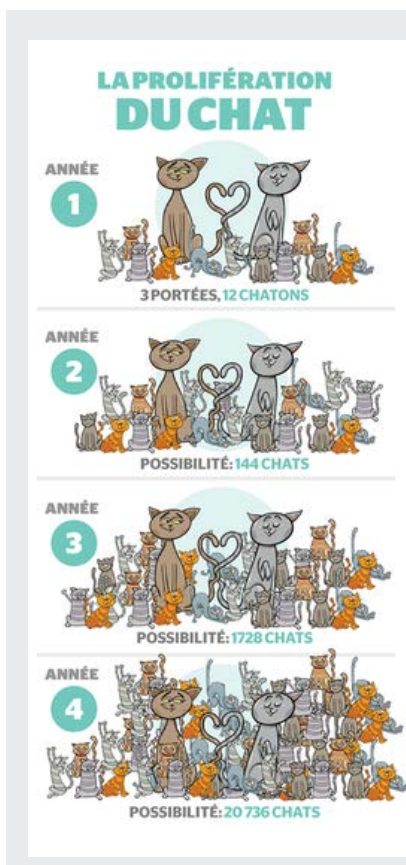 LA PROLIFÉRATION
DU CHAT
ANNÉE
1
3 PORTÉES, 12 CHATONS
ANNÉE
2
POSSIBILITÉ: 144 CHATS
ANNÉE
3
POSSIBILITÉ: 1728 CHATS
ANNÉE
4
POSSIBILITÉ: 20 736 CHATS